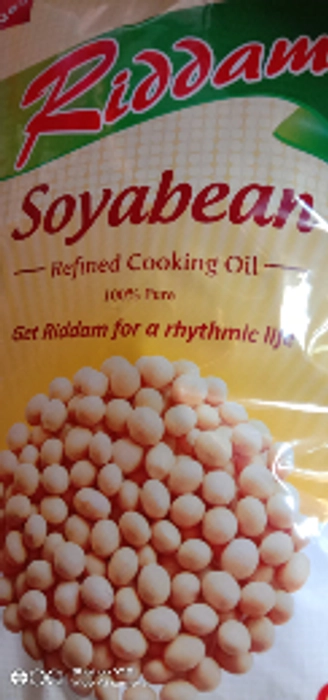 Riddam
Soyabean
Refined Cooking Oil
100% Pure
Get Riddam for a rhythmic life